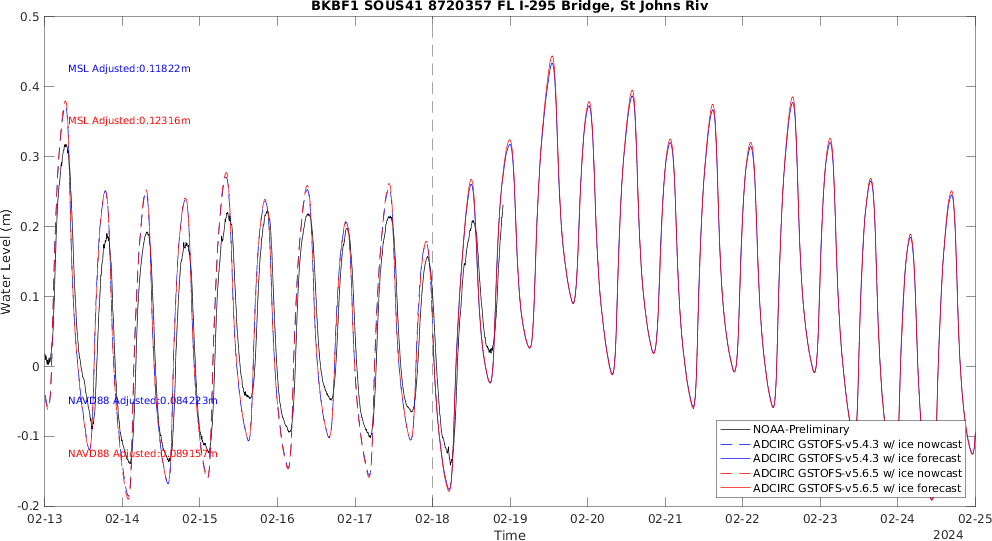 BKBF1 SOUS41 8720357 FL I-295 Bridge, St Johns Riv
0.5
0.4
0.3
0.2
0.1
0
-0.1
-0.2
Water Level (m)
MSL Adjusted:0.11822m
MSL Adjusted:0.12316m
NAVD88 Adjusted:0.084223m
NAVD88 Adjusted:0.089157m
NOAA-Preliminary
ADCIRC GSTOFS-v5.4.3 w/ ice nowcast
ADCIRC GSTOFS-v5.4.3 w/ ice forecast
ADCIRC GSTOFS-v5.6.5 w/ ice nowcast
ADCIRC GSTOFS-v5.6.5 w/ ice forecast
02-13 02-14 02-15 02-16 02-17 02-18 02-19 02-20 02-21 02-22 02-23 02-24 02-25
Time
2024